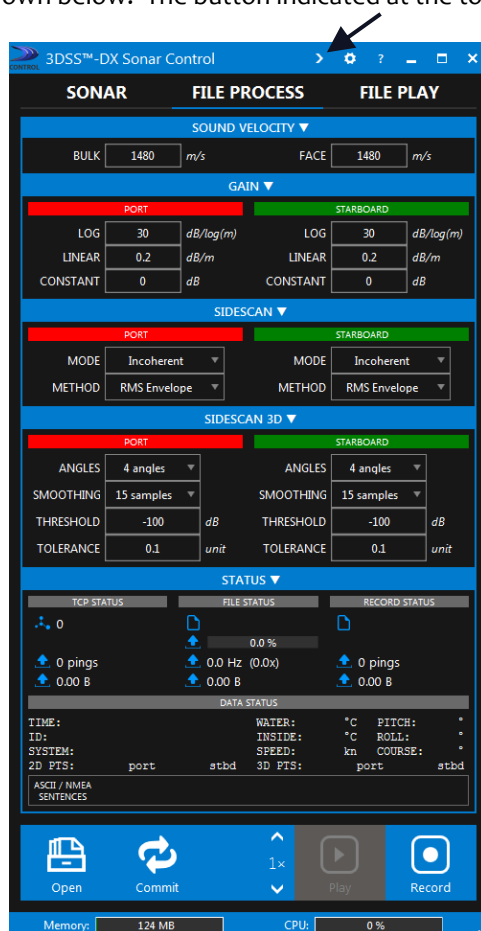 own below. The button indicated at the to
CONTROL 3DSS™-DX Sonar Control > ?
SONAR FILE PROCESS FILE PLAY
SOUND VELOCITY ▼
BULK 1480 m/s FACE 1480 m/s
GAIN ▼
PORT STARBOARD
LOG 30 dB/log(m) LOG 30 dB/log(m)
LINEAR 0.2 dB/m LINEAR 0.2 dB/m
CONSTANT 0 dB CONSTANT 0 dB
SIDESCAN ▼
PORT STARBOARD
MODE Incoherent ▼ MODE Incoherent ▼
METHOD RMS Envelope ▼ METHOD RMS Envelope ▼
SIDESCAN 3D ▼
PORT STARBOARD
ANGLES 4 angles ▼ ANGLES 4 angles ▼
SMOOTHING 15 samples ▼ SMOOTHING 15 samples ▼
THRESHOLD -100 dB THRESHOLD -100 dB
TOLERANCE 0.1 unit TOLERANCE 0.1 unit
STATUS ▼
TCP STATUS FILE STATUS RECORD STATUS
0
0.0 %
0 pings 0.0 Hz (0.0x) 0 pings
0.00 B 0.00 B 0.00 B
DATA STATUS
TIME: WATER: °C PITCH: °
ID: INSIDE: °C ROLL: °
SYSTEM: SPEED: kn COURSE: °
2D PTS: port stbd 3D PTS: port stbd
ASCII / NMEA
SENTENCES
1×
Open Commit Play Record
Memory: 124 MB CPU: 0 %